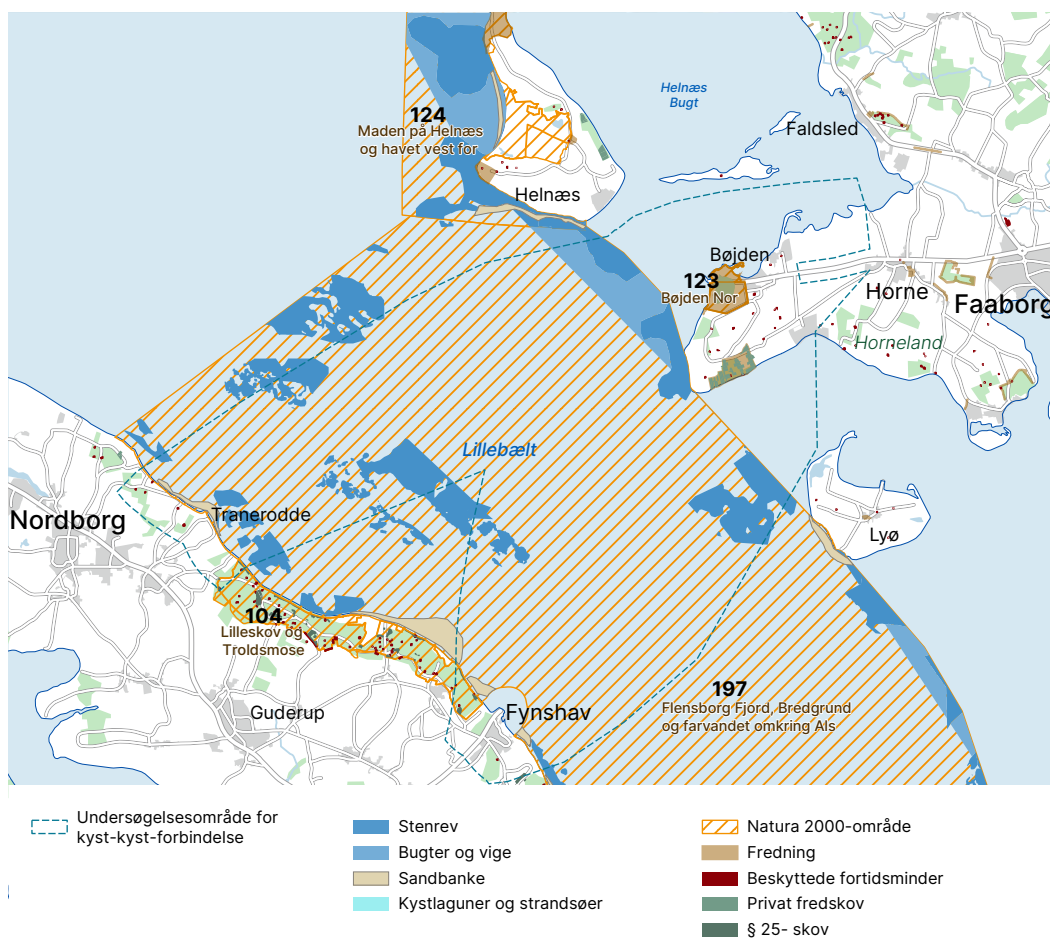 Helnæs
Bugt
124
Maden på Helnæs
og havet vest for
Faldsled
Helnæs
Bøjden
123
Bøjden Nor
Horne
Faaborg
Horneland
Lillebælt
Nordborg
Tranerodde
Lyø
104
Lilleskov og
Troldsmose
197
Flensborg Fjord, Bredgrund
og farvandet omkring Als
Guderup
Fynshav
Undersøgelsesområde for
kyst-kyst-forbindelse
Stenrev
Bugter og vige
Sandbanke
Kystlaguner og strandsøer
Natura 2000-område
Fredning
Beskyttede fortidsminder
Privat fredskov
§ 25- skov